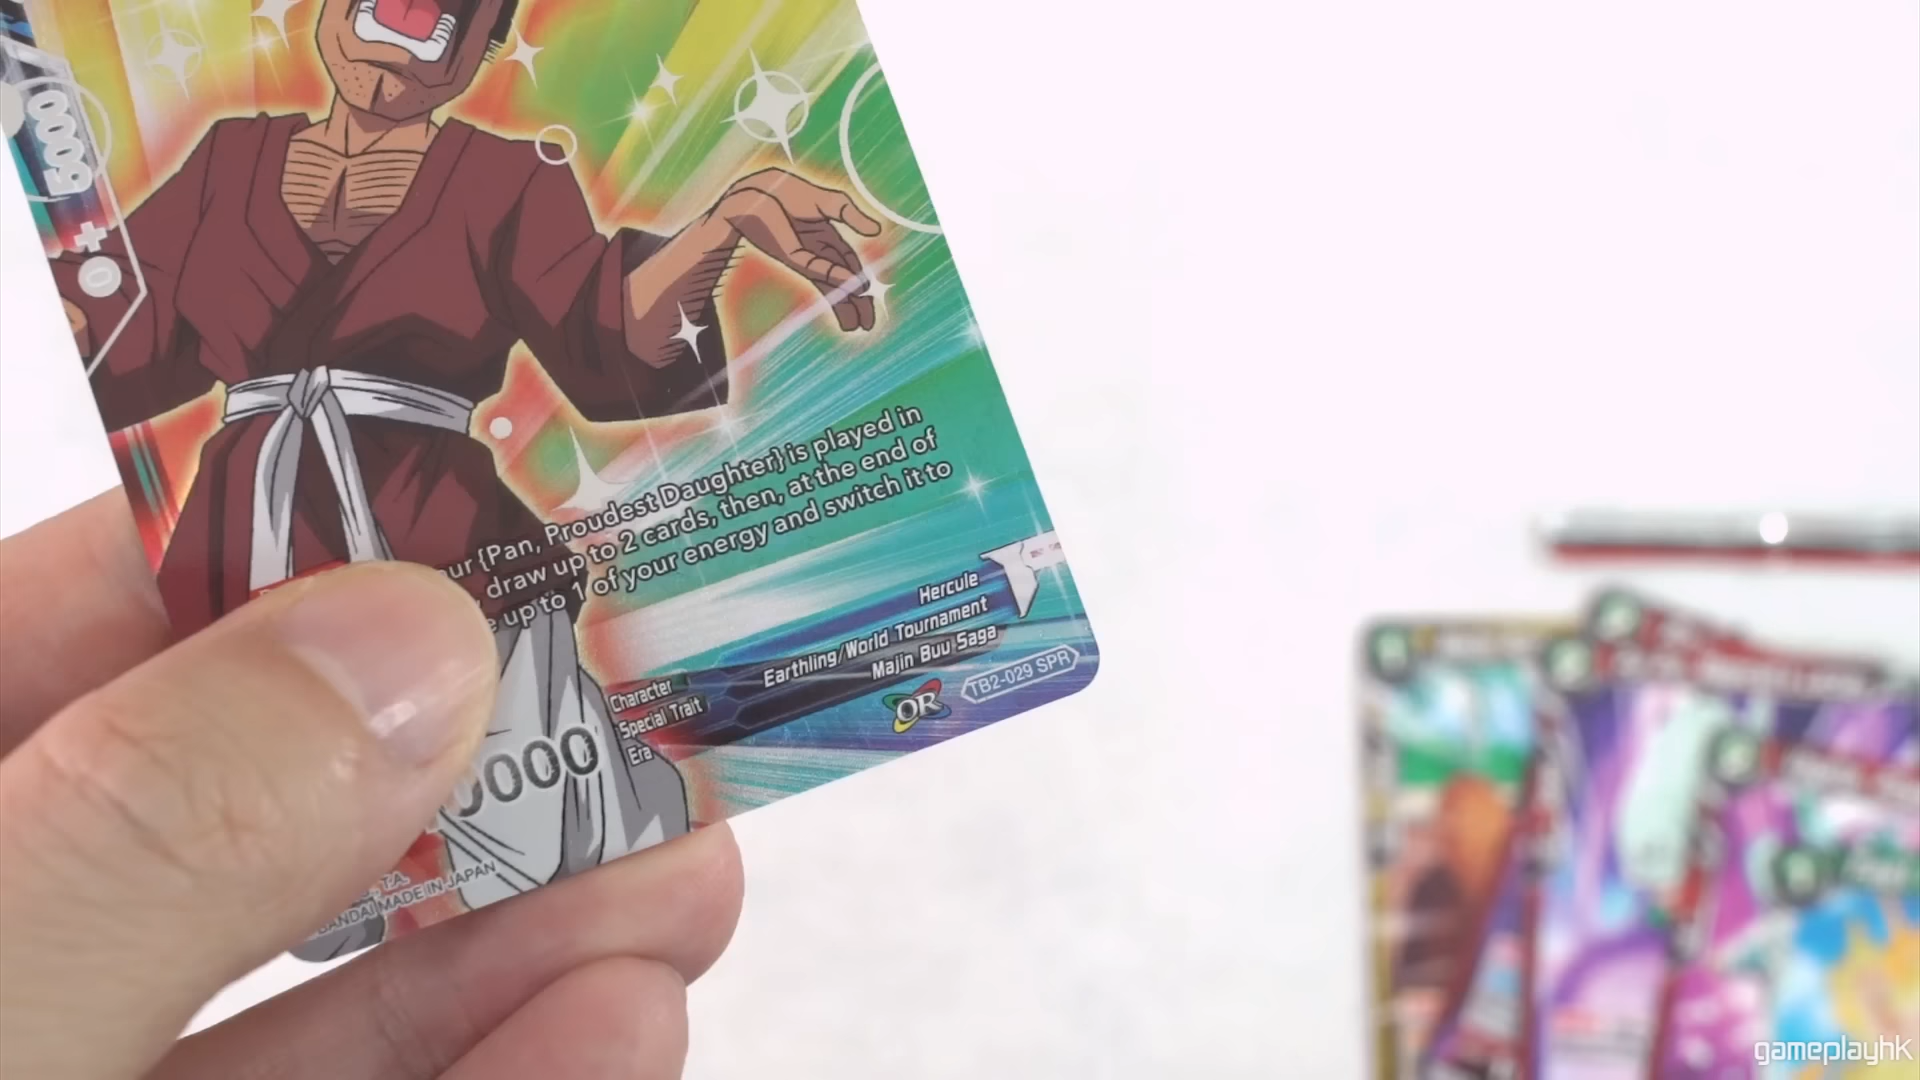 5000
+
0
ur {Pan, Proudest Daughter} is played in
, draw up to 2 cards, then, at the end of
e up to 1 of your energy and switch it to
Hercule
Earthling/World Tournament
Majin Buu Saga
Character
Special Trait
Era
OR
TB2-029 SPR
0000
T.A.
BANDAI MADE IN JAPAN
gameplayhk